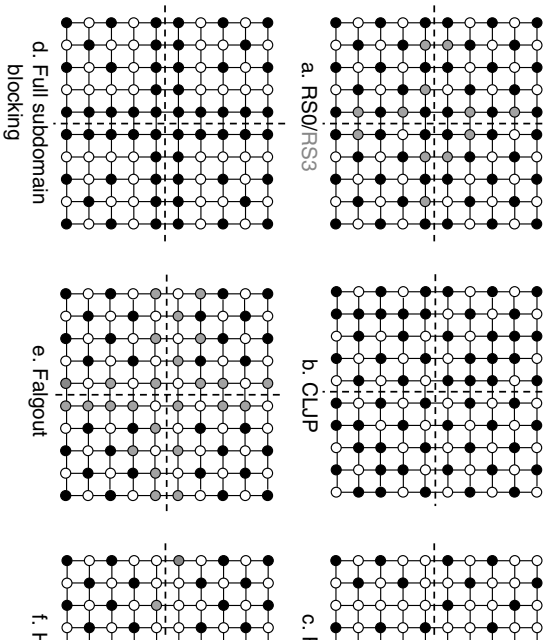 a. RS0/RS3
b. CLJP
c.
d. Full subdomain
blocking
e. Falgout
f.